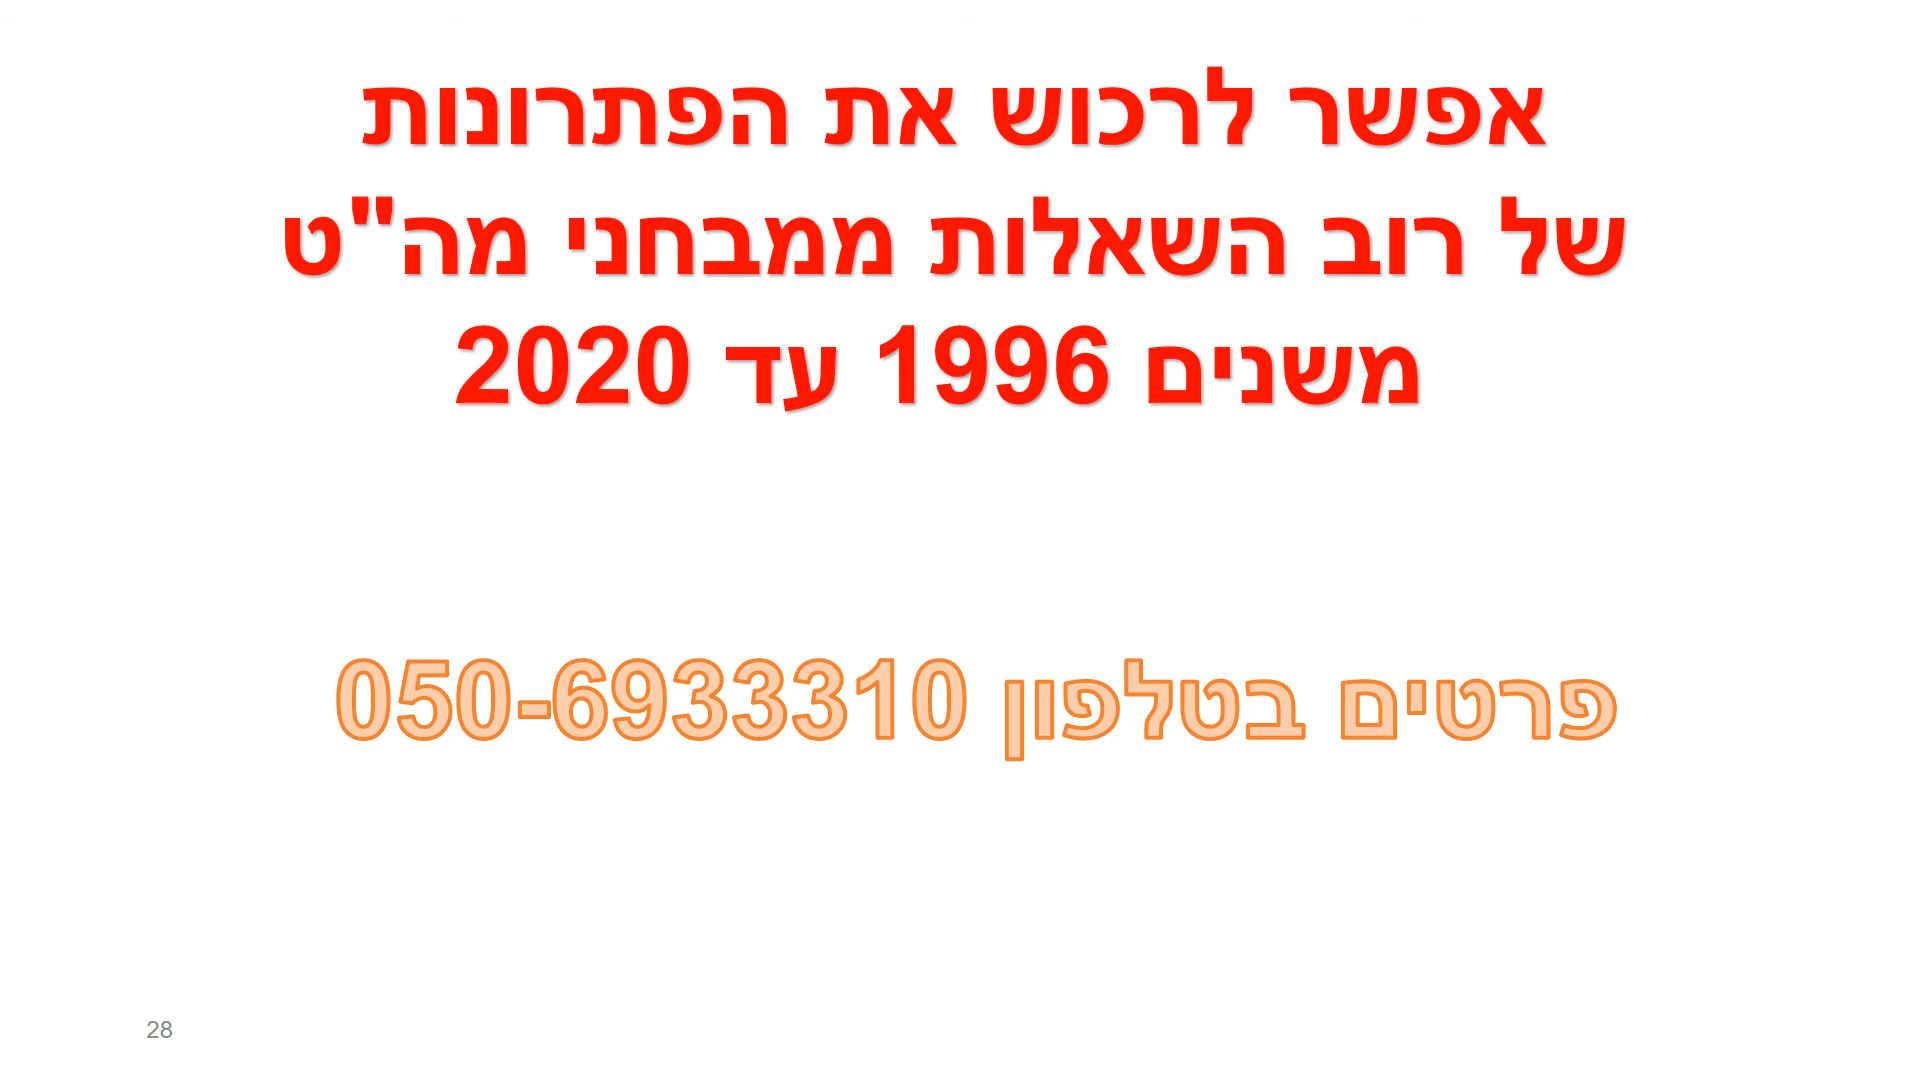 אפשר לרכוש את הפתרונות
של רוב השאלות ממבחני מה"ט
משנים 1996 עד 2020
פרטים בטלפון 050-6933310
28